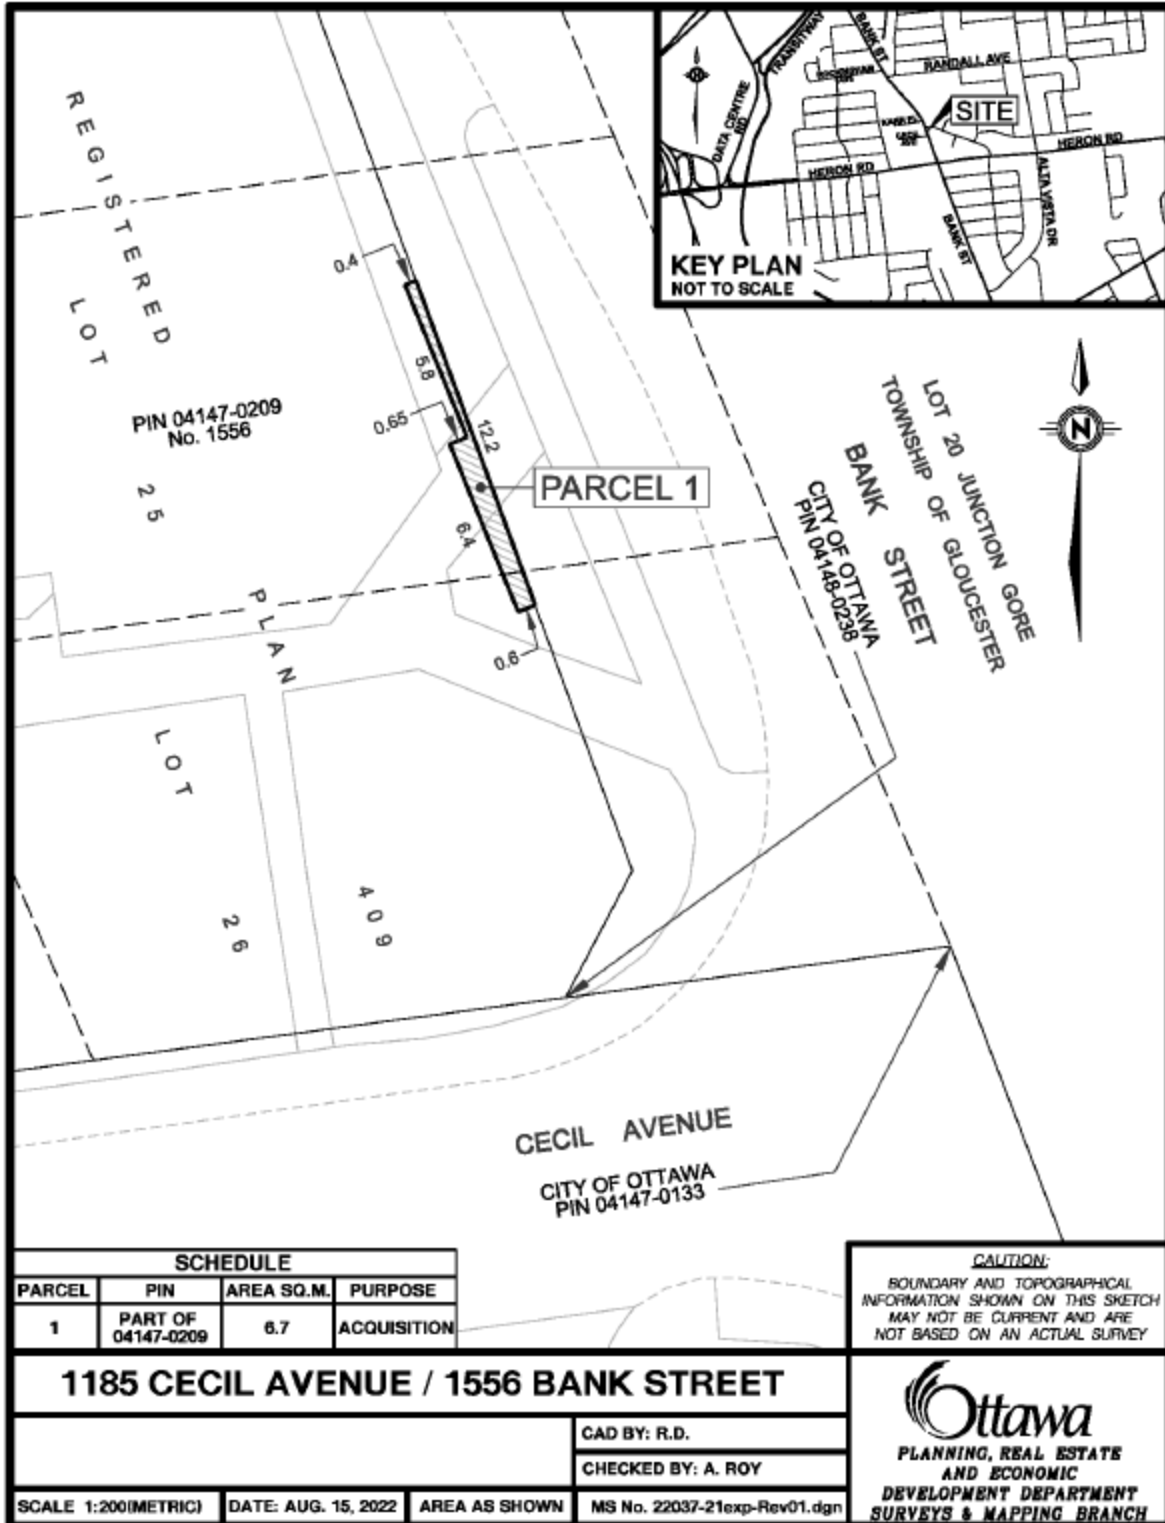 REGISTERED
LOT
25
PLAN
LOT
26
409
PIN 04147-0209
No. 1556
0.4
5.8
0.65
12.2
6.4
0.6
PARCEL 1
TRANSITWAY
BANK ST
RANDALL AVE
DATA CENTRE
RD
SITE
HERON RD
HERON RD
ALTA VISTA DR
BANK ST
KEY PLAN
NOT TO SCALE
N
LOT 20 JUNCTION GORE
TOWNSHIP OF GLOUCESTER
BANK STREET
CITY OF OTTAWA
PIN 04148-0238
CECIL AVENUE
CITY OF OTTAWA
PIN 04147-0133
SCHEDULE
PARCEL PIN AREA SQ.M. PURPOSE
1 PART OF 04147-0209 6.7 ACQUISITION
CAUTION:
BOUNDARY AND TOPOGRAPHICAL
INFORMATION SHOWN ON THIS SKETCH
MAY NOT BE CURRENT AND ARE
NOT BASED ON AN ACTUAL SURVEY
1185 CECIL AVENUE / 1556 BANK STREET
CAD BY: R.D.
CHECKED BY: A. ROY
SCALE 1:200(METRIC) DATE: AUG. 15, 2022 AREA AS SHOWN MS No. 22037-21exp-Rev01.dgn
Ottawa
PLANNING, REAL ESTATE
AND ECONOMIC
DEVELOPMENT DEPARTMENT
SURVEYS & MAPPING BRANCH